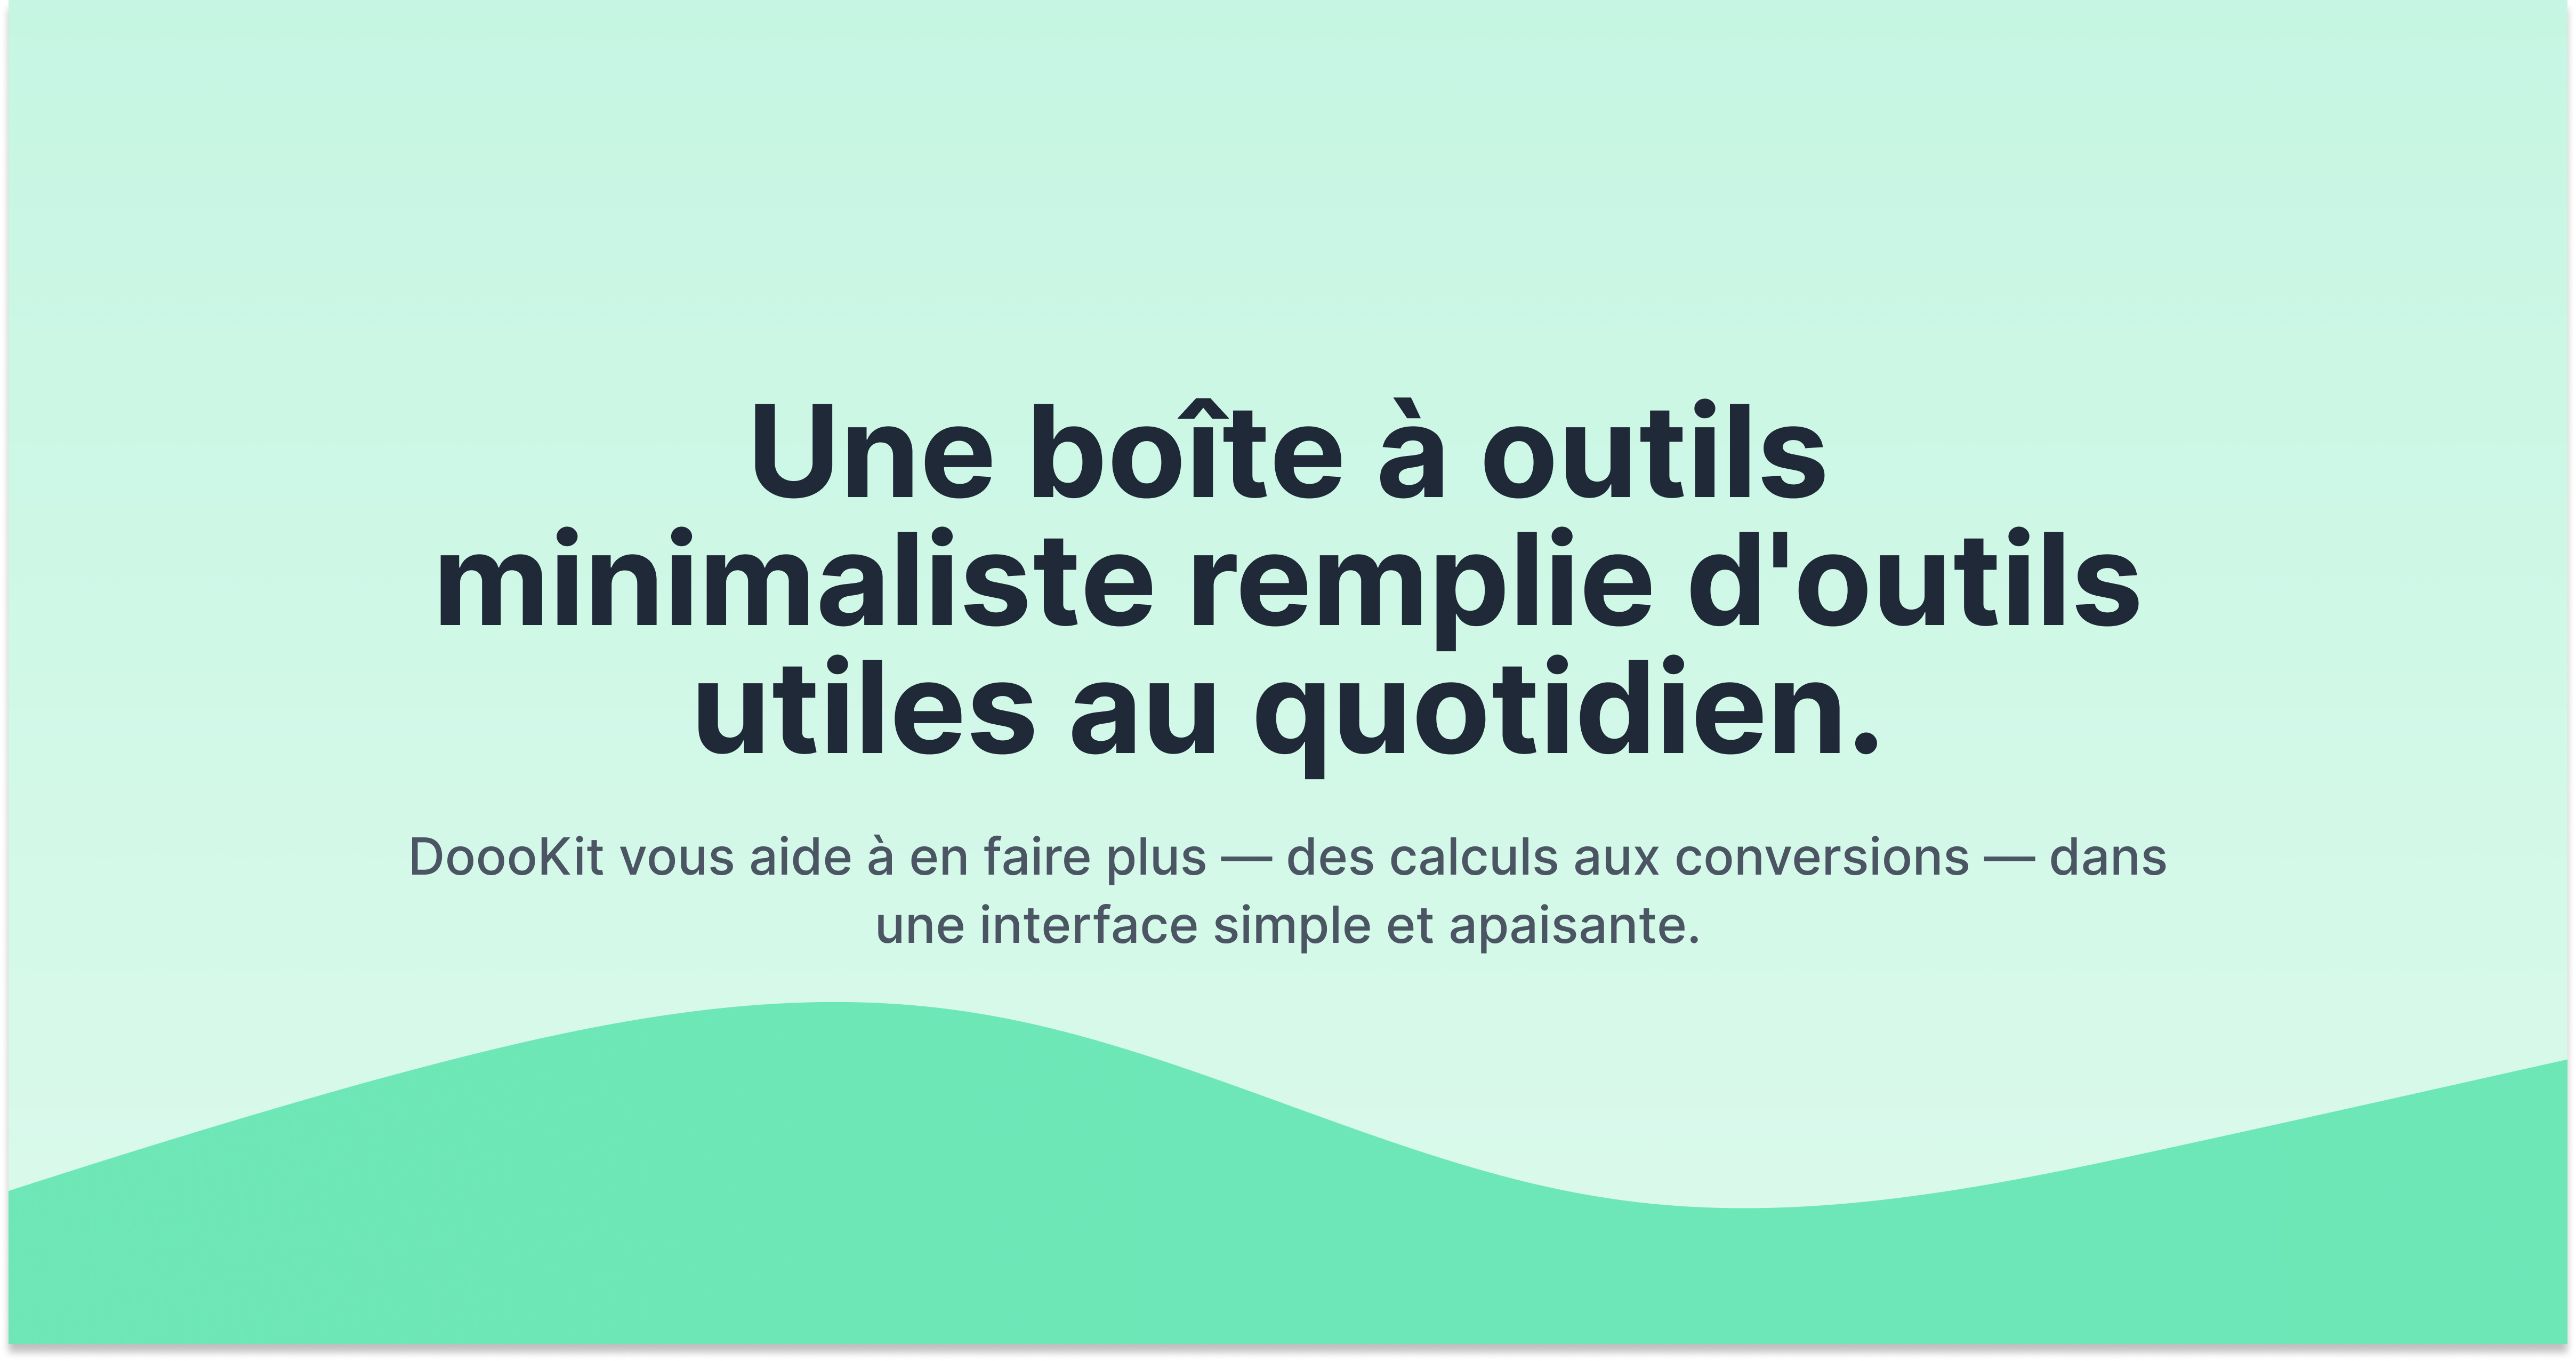 Une boîte à outils
minimaliste remplie d'outils
utiles au quotidien.
DoooKit vous aide à en faire plus — des calculs aux conversions — dans
une interface simple et apaisante.